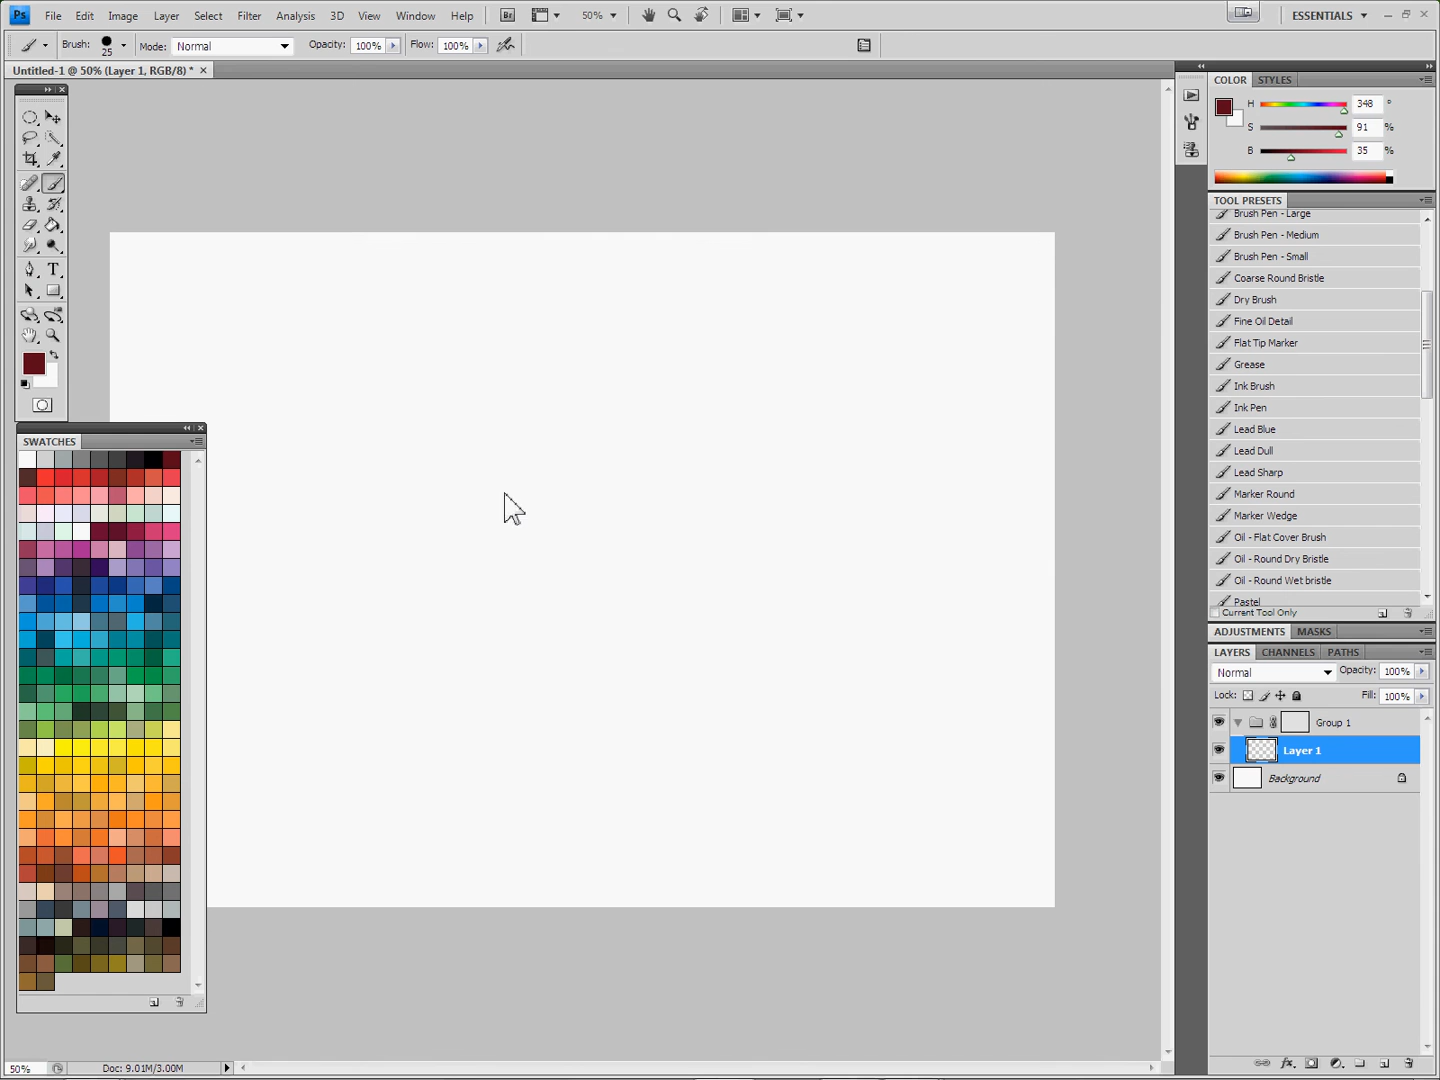 Ps File Edit Image Layer Select Filter Analysis 3D View Window Help Br 50% ESSENTIALS
Brush: 25 Mode: Normal Opacity: 100% Flow: 100%
Untitled-1 @ 50% (Layer 1, RGB/8) *
COLOR STYLES
H 348 °
S 91 %
B 35 %
TOOL PRESETS
Brush Pen - Large
Brush Pen - Medium
Brush Pen - Small
Coarse Round Bristle
Dry Brush
Fine Oil Detail
Flat Tip Marker
Grease
Ink Brush
Ink Pen
Lead Blue
Lead Dull
Lead Sharp
Marker Round
Marker Wedge
Oil - Flat Cover Brush
Oil - Round Dry Bristle
Oil - Round Wet bristle
Pastel
Current Tool Only
T
SWATCHES
ADJUSTMENTS MASKS
LAYERS CHANNELS PATHS
Normal Opacity: 100%
Lock: Fill: 100%
Group 1
Layer 1
Background
50% Doc: 9.01M/3.00M